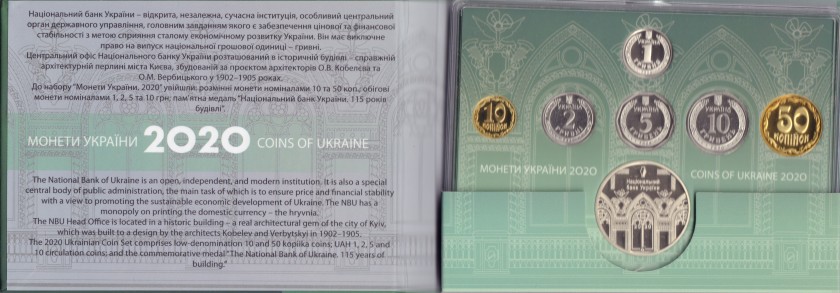 Національний банк України – відкрита, незалежна, сучасна інституція, особливий центральний
орган державного управління, головним завданням якого є забезпечення цінової та фінансової
стабільності з метою сприяння сталому економічному розвитку України. Він має виключне
право на випуск національної грошової одиниці – гривні.
Центральний офіс Національного банку України розташований в історичній будівлі – справжній
архітектурній перлині міста Києва, збудованій за проєктом архітекторів О.В. Кобелєва та
О.М. Вербицького у 1902–1905 роках.
До набору "Монети України. 2020" увійшли: розмінні монети номіналами 10 та 50 коп.; обігові
монети номіналами 1, 2, 5 та 10 грн; пам'ятна медаль "Національний банк України. 115 років
будівлі".
МОНЕТИ УКРАЇНИ 2020 COINS OF UKRAINE
The National Bank of Ukraine is an open, independent, and modern institution. It is also a special
central body of public administration, the main task of which is to ensure price and financial stability
with a view to promoting the sustainable economic development of Ukraine. The NBU has a
monopoly on printing the domestic currency – the hryvnia.
The NBU Head Office is located in a historic building – a real architectural gem of the city of Kyiv,
which was built to a design by the architects Kobelev and Verbytskyi in 1902–1905.
The 2020 Ukrainian Coin Set comprises low-denomination 10 and 50 kopiika coins; UAH 1, 2, 5 and
10 circulation coins; and the commemorative medal "The National Bank of Ukraine. 115 years of
building."
1
10
КОПІЙОК
2
ГРИВНІ
5
ГРИВЕНЬ
10
ГРИВЕНЬ
50
КОПІЙОК
МОНЕТИ УКРАЇНИ 2020
COINS OF UKRAINE 2020
Національний
банк України